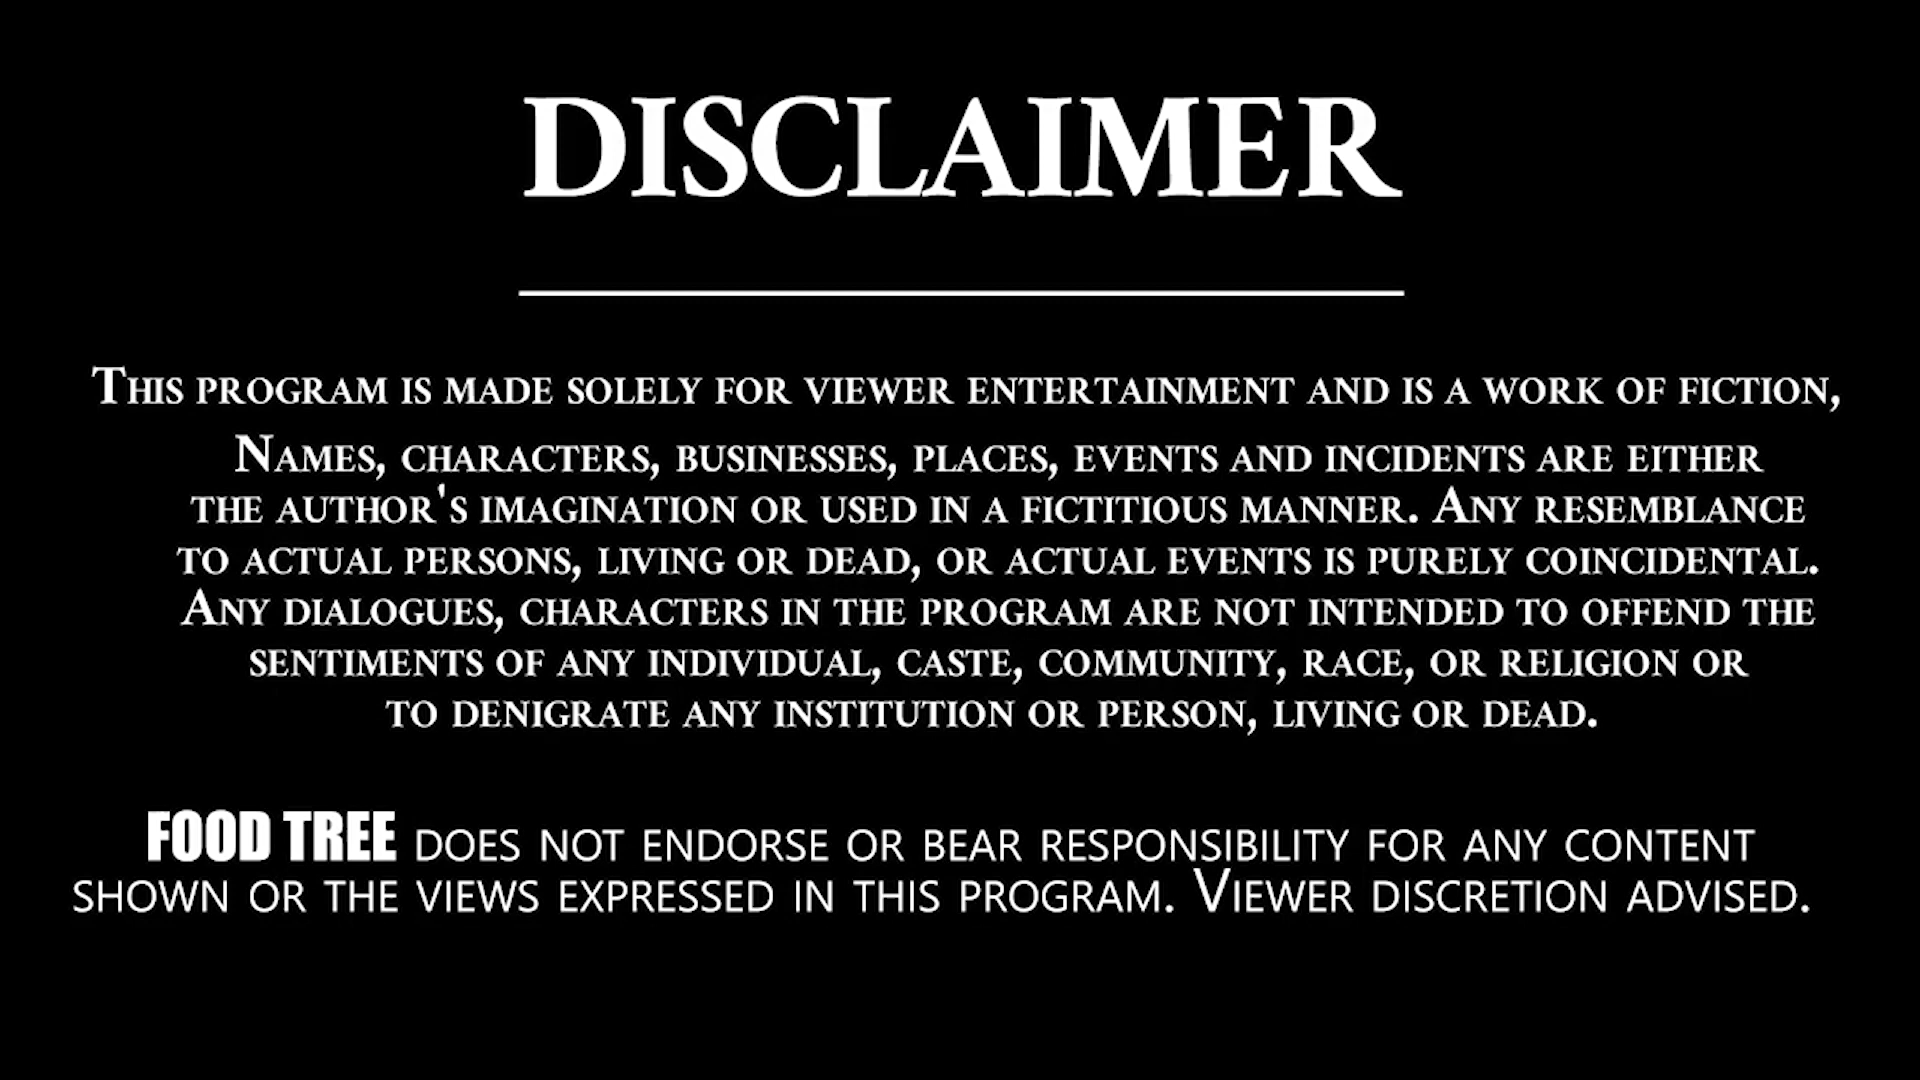 DISCLAIMER
This program is made solely for viewer entertainment and is a work of fiction,
Names, characters, businesses, places, events and incidents are either
the author's imagination or used in a fictitious manner. Any resemblance
to actual persons, living or dead, or actual events is purely coincidental.
Any dialogues, characters in the program are not intended to offend the
sentiments of any individual, caste, community, race, or religion or
to denigrate any institution or person, living or dead.
FOOD TREE does not endorse or bear responsibility for any content
shown or the views expressed in this program. Viewer discretion advised.